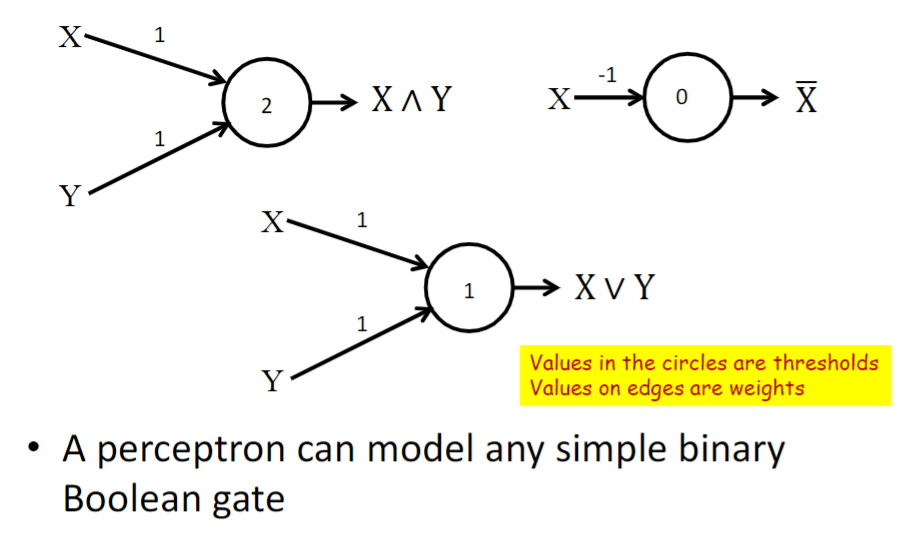 X 1
2 X ∧ Y
1
Y
X -1 0 X̅
X 1
1 X ∨ Y
1
Y
Values in the circles are thresholds
Values on edges are weights
• A perceptron can model any simple binary
Boolean gate